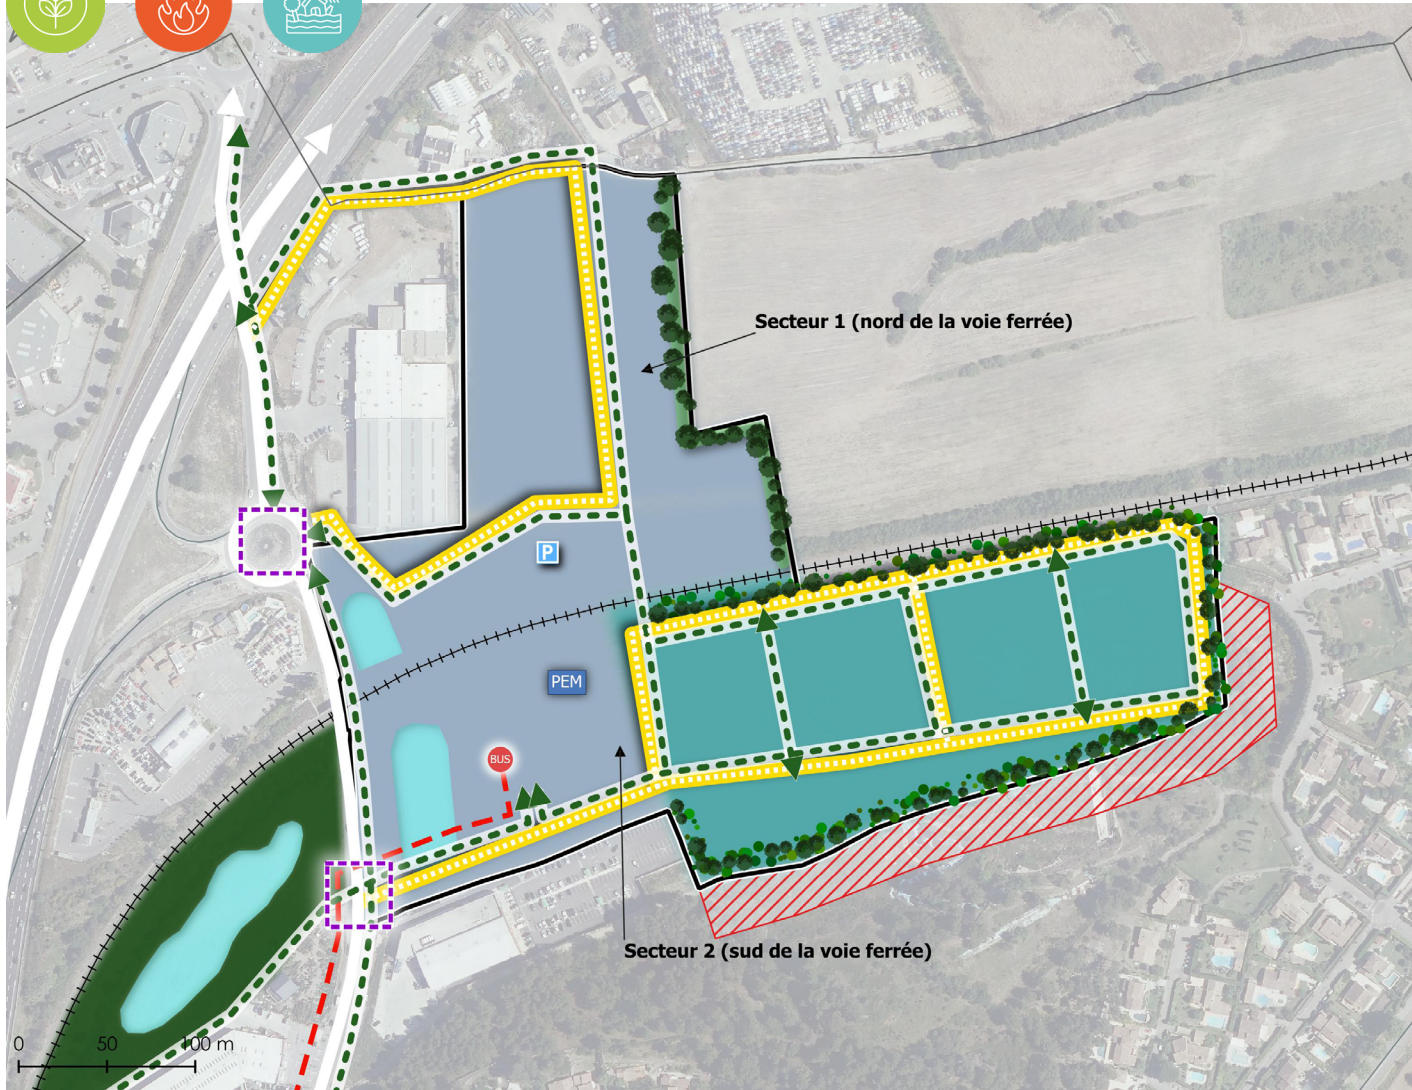 Secteur 1 (nord de la voie ferrée)
P
PEM
BUS
Secteur 2 (sud de la voie ferrée)
0 50 100 m